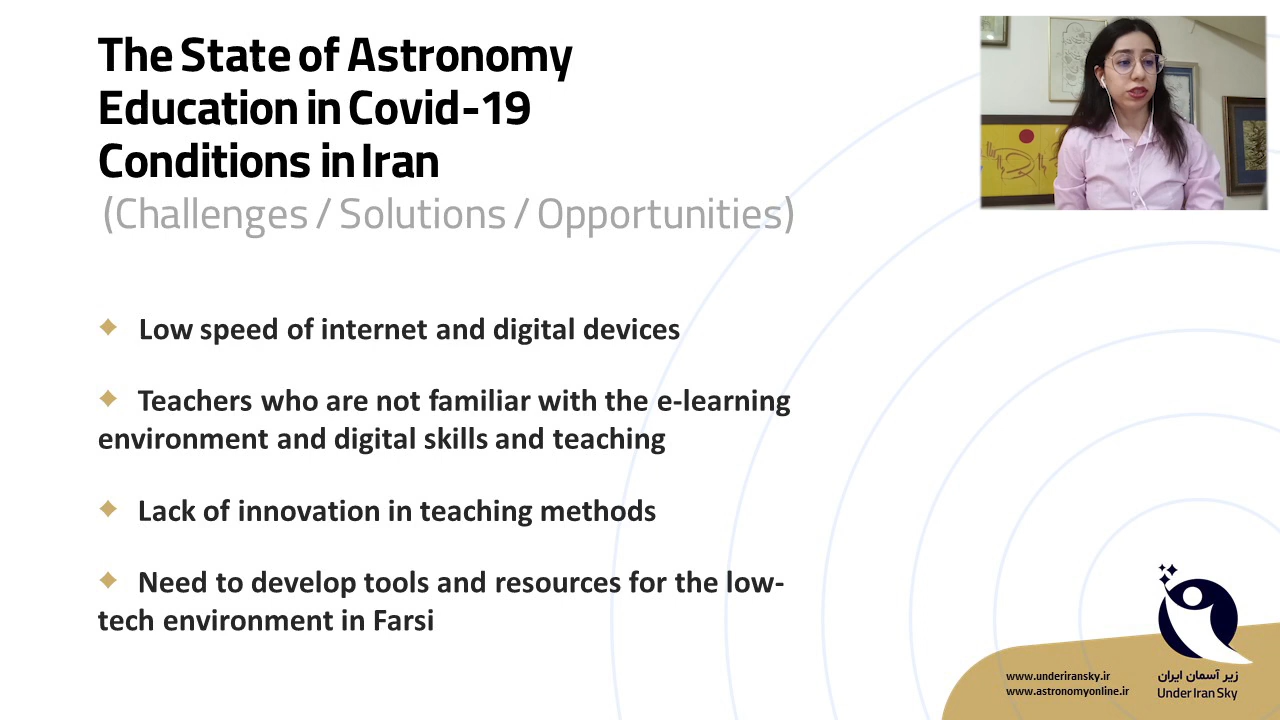 The State of Astronomy
Education in Covid-19
Conditions in Iran
(Challenges / Solutions / Opportunities)
Low speed of internet and digital devices
Teachers who are not familiar with the e-learning
environment and digital skills and teaching
Lack of innovation in teaching methods
Need to develop tools and resources for the low-
tech environment in Farsi
www.underiransky.ir
www.astronomyonline.ir
زیر آسمان ایران
Under Iran Sky